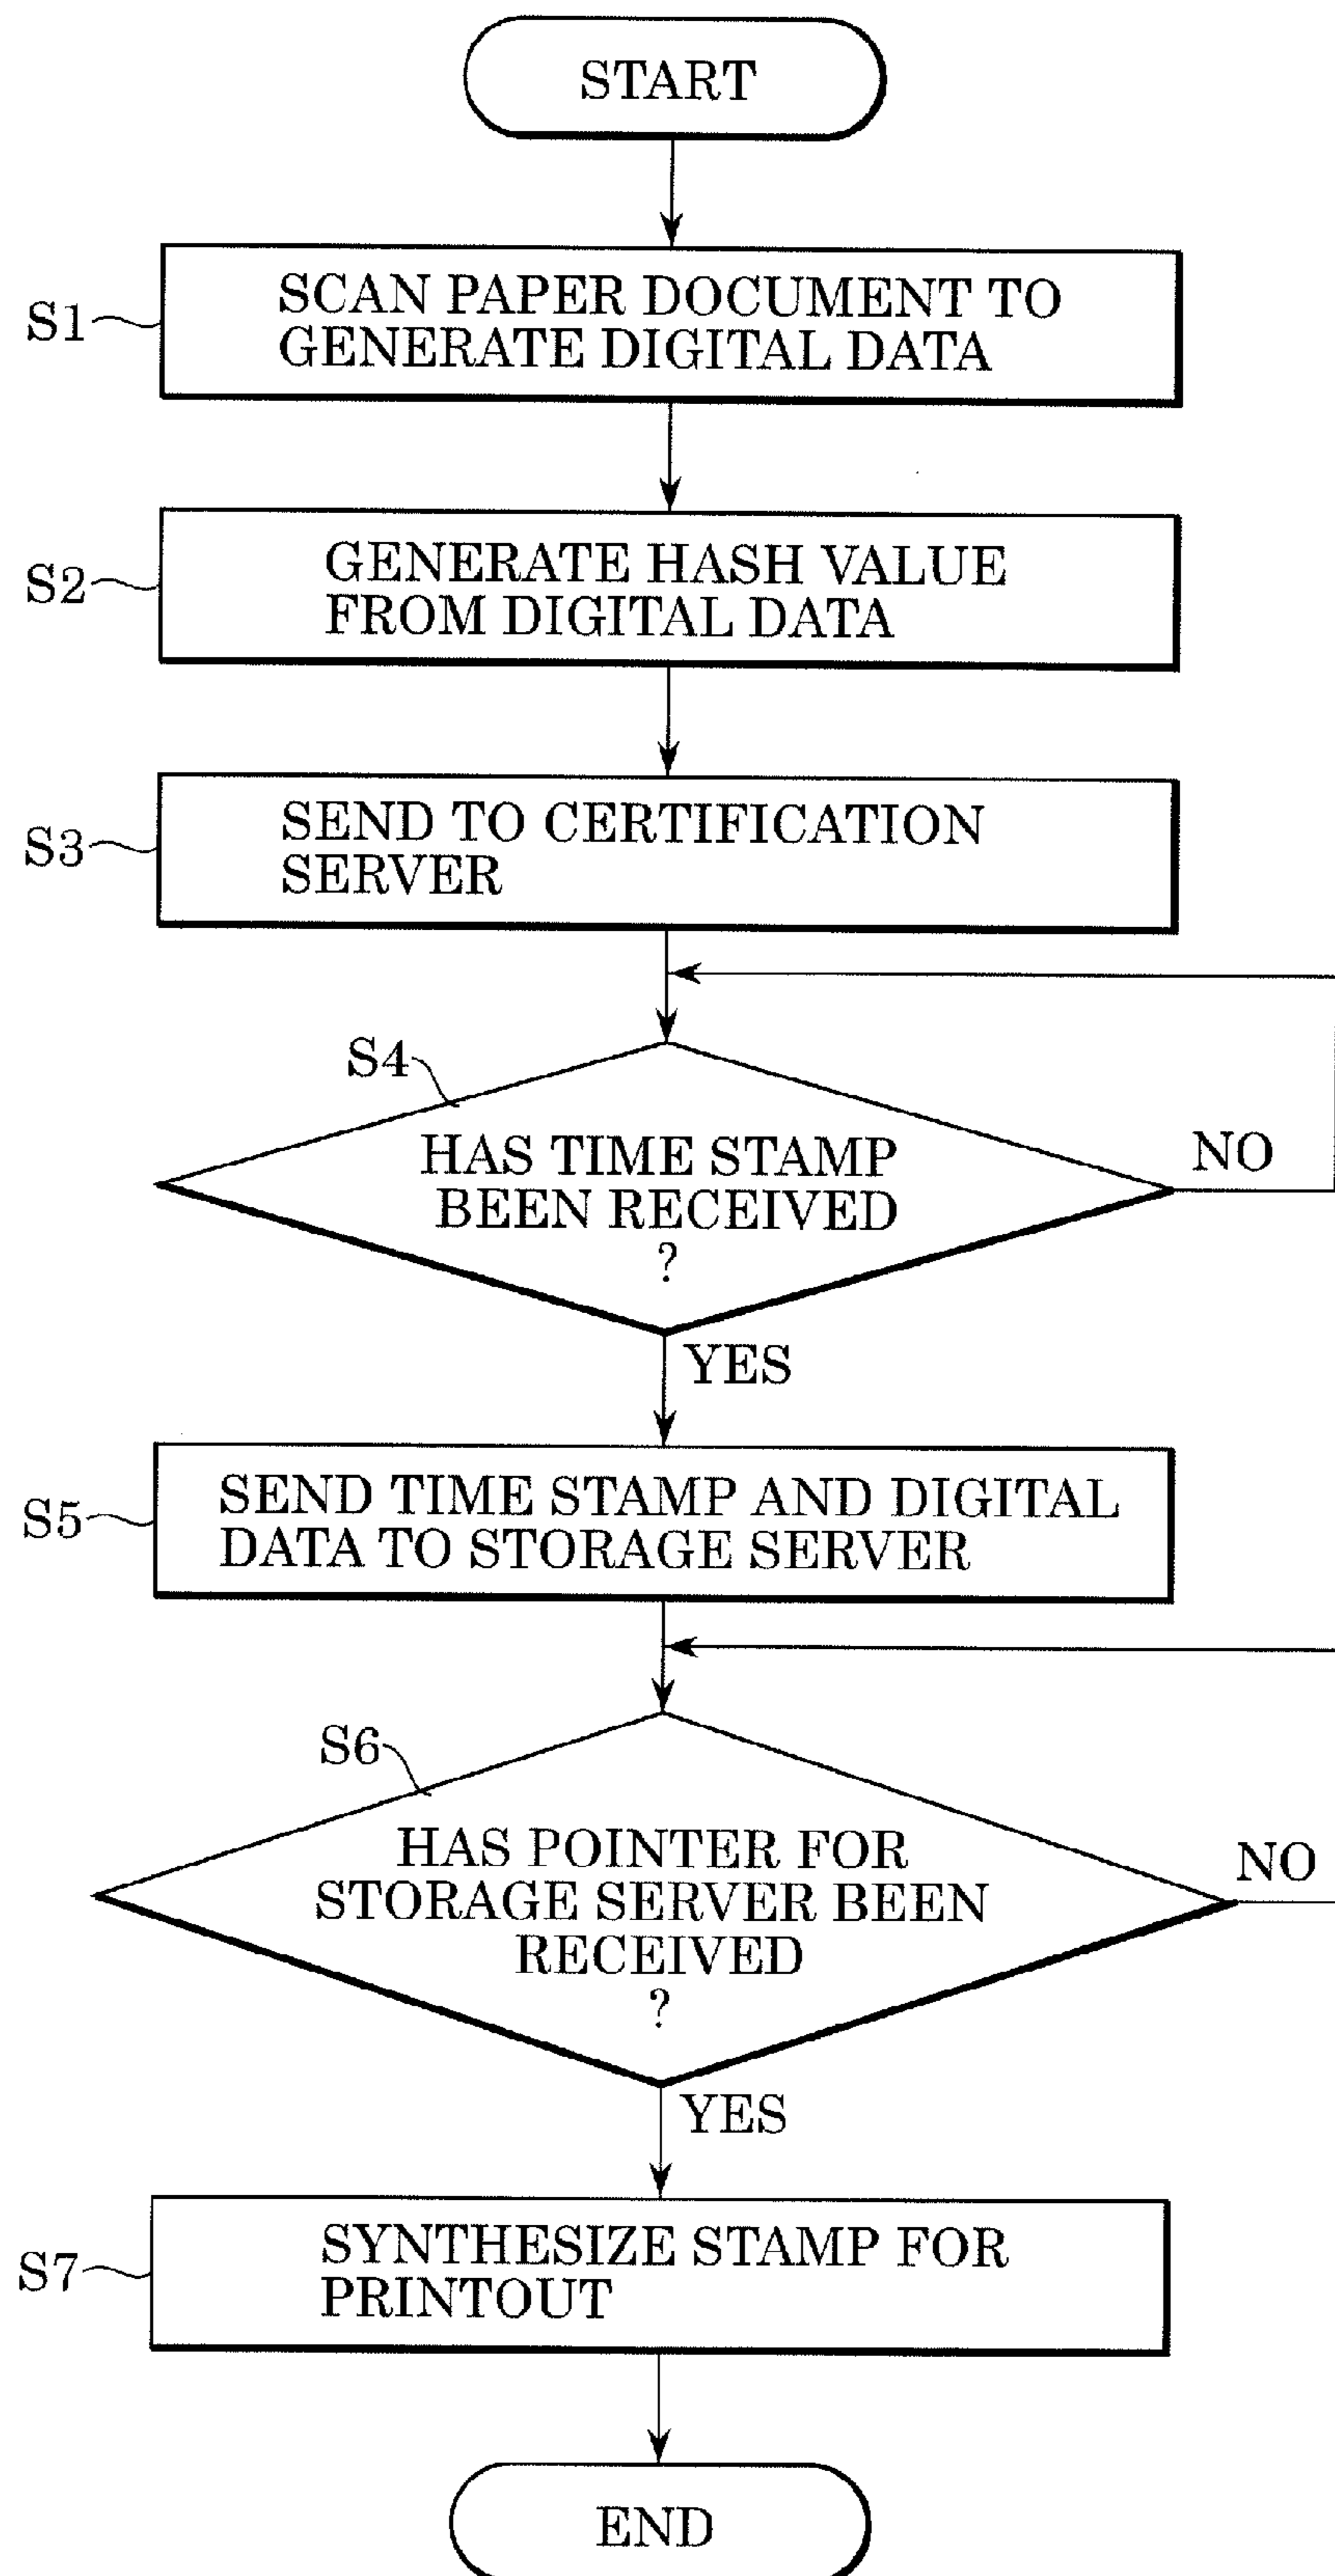 START
S1
SCAN PAPER DOCUMENT TO
GENERATE DIGITAL DATA
S2
GENERATE HASH VALUE
FROM DIGITAL DATA
S3
SEND TO CERTIFICATION
SERVER
S4
HAS TIME STAMP
BEEN RECEIVED
?
NO
YES
S5
SEND TIME STAMP AND DIGITAL
DATA TO STORAGE SERVER
S6
HAS POINTER FOR
STORAGE SERVER BEEN
RECEIVED
?
NO
YES
S7
SYNTHESIZE STAMP FOR
PRINTOUT
END